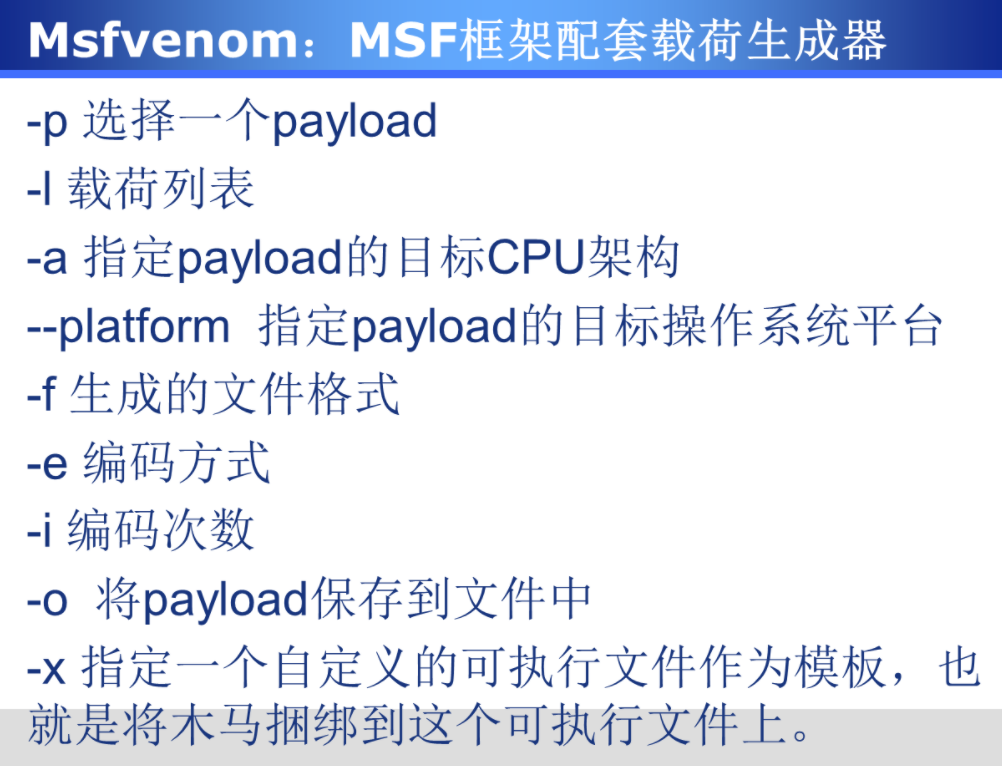 Msfvenom：MSF框架配套载荷生成器
-p 选择一个payload
-l 载荷列表
-a 指定payload的目标CPU架构
--platform 指定payload的目标操作系统平台
-f 生成的文件格式
-e 编码方式
-i 编码次数
-o 将payload保存到文件中
-x 指定一个自定义的可执行文件作为模板，也
就是将木马捆绑到这个可执行文件上。